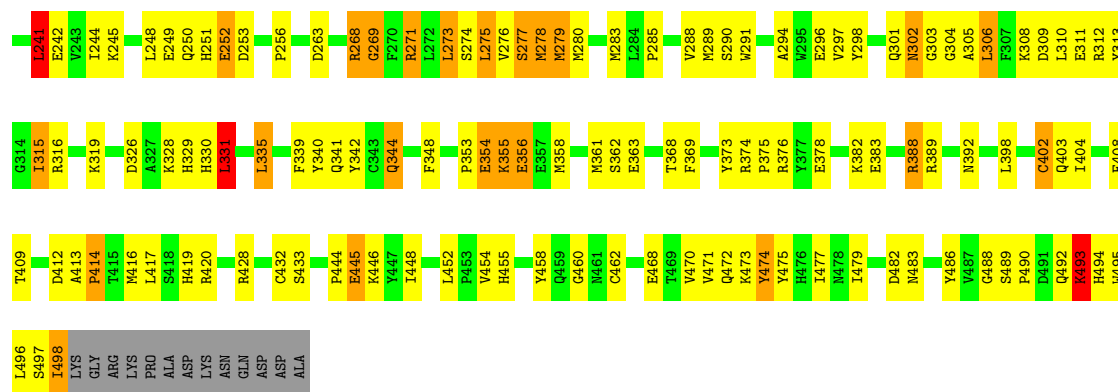 L241 E242 V243 I244 K245 L248 E249 Q250 H251 E252 D253 P256 D263 R268 G269 F270 R271 L272 L273 S274 L275 V276 S277 M278 M279 M280 M283 L284 P285 V288 M289 S290 W291 A294 W295 E296 V297 Y298 Q301 N302 G303 G304 A305 L306 F307 K308 D309 L310 E311 R312
G314 I315 R316 K319 D326 A327 K328 H329 H330 L331 L335 F339 Y340 Q341 Y342 C343 Q344 F348 P353 E354 K355 E356 E357 M358 M361 S362 E363 T368 F369 Y373 R374 P375 R376 Y377 E378 K382 E383 R388 R389 N392 L398 C402 Q403 I404
T409 D412 A413 P414 T415 M416 L417 S418 H419 R420 R428 C432 S433 P444 E445 K446 Y447 I448 L452 P453 V454 H455 Y458 Q459 G460 N461 C462 E468 T469 V470 V471 Q472 K473 Y474 Y475 H476 I477 N478 I479 D482 N483 Y486 V487 G488 S489 P490 D491 Q492 K493 H494
L496 S497 I498 LYS GLY ARG LYS PRO ALA ASP LYS ASN GLN ASP ASP ALA